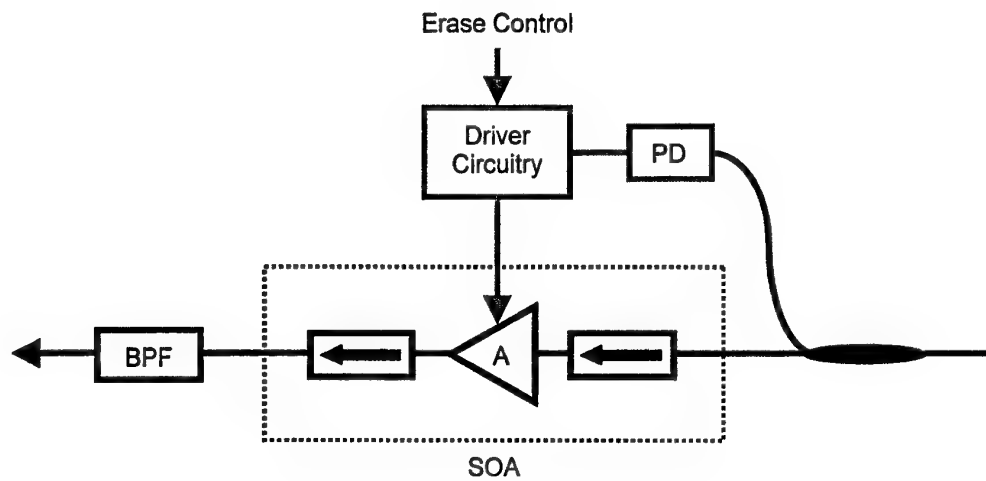 Erase Control
Driver
Circuitry
PD
BPF
A
SOA